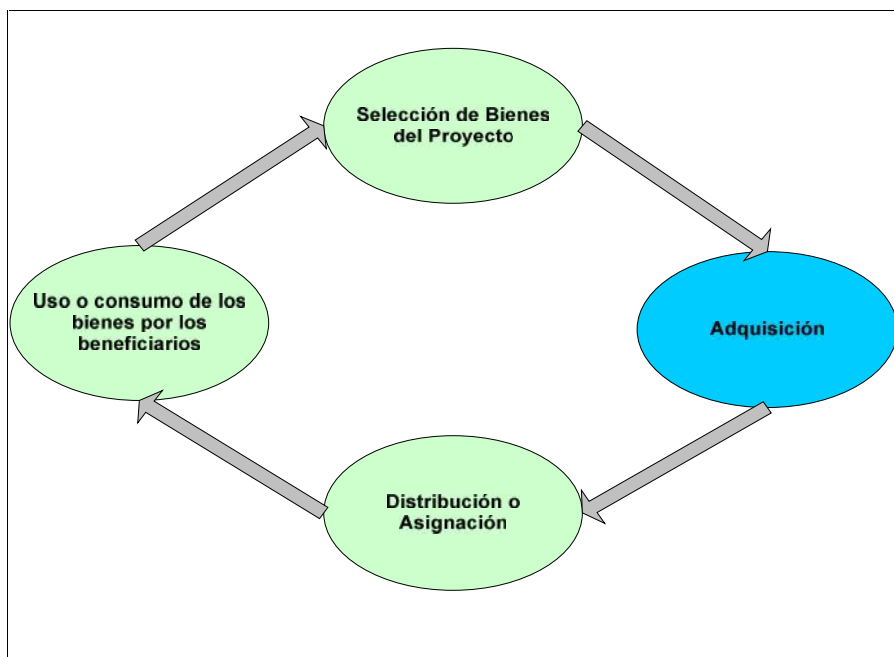 Selección de Bienes
del Proyecto
Uso o consumo de los
bienes por los
beneficiarios
Adquisición
Distribución o
Asignación